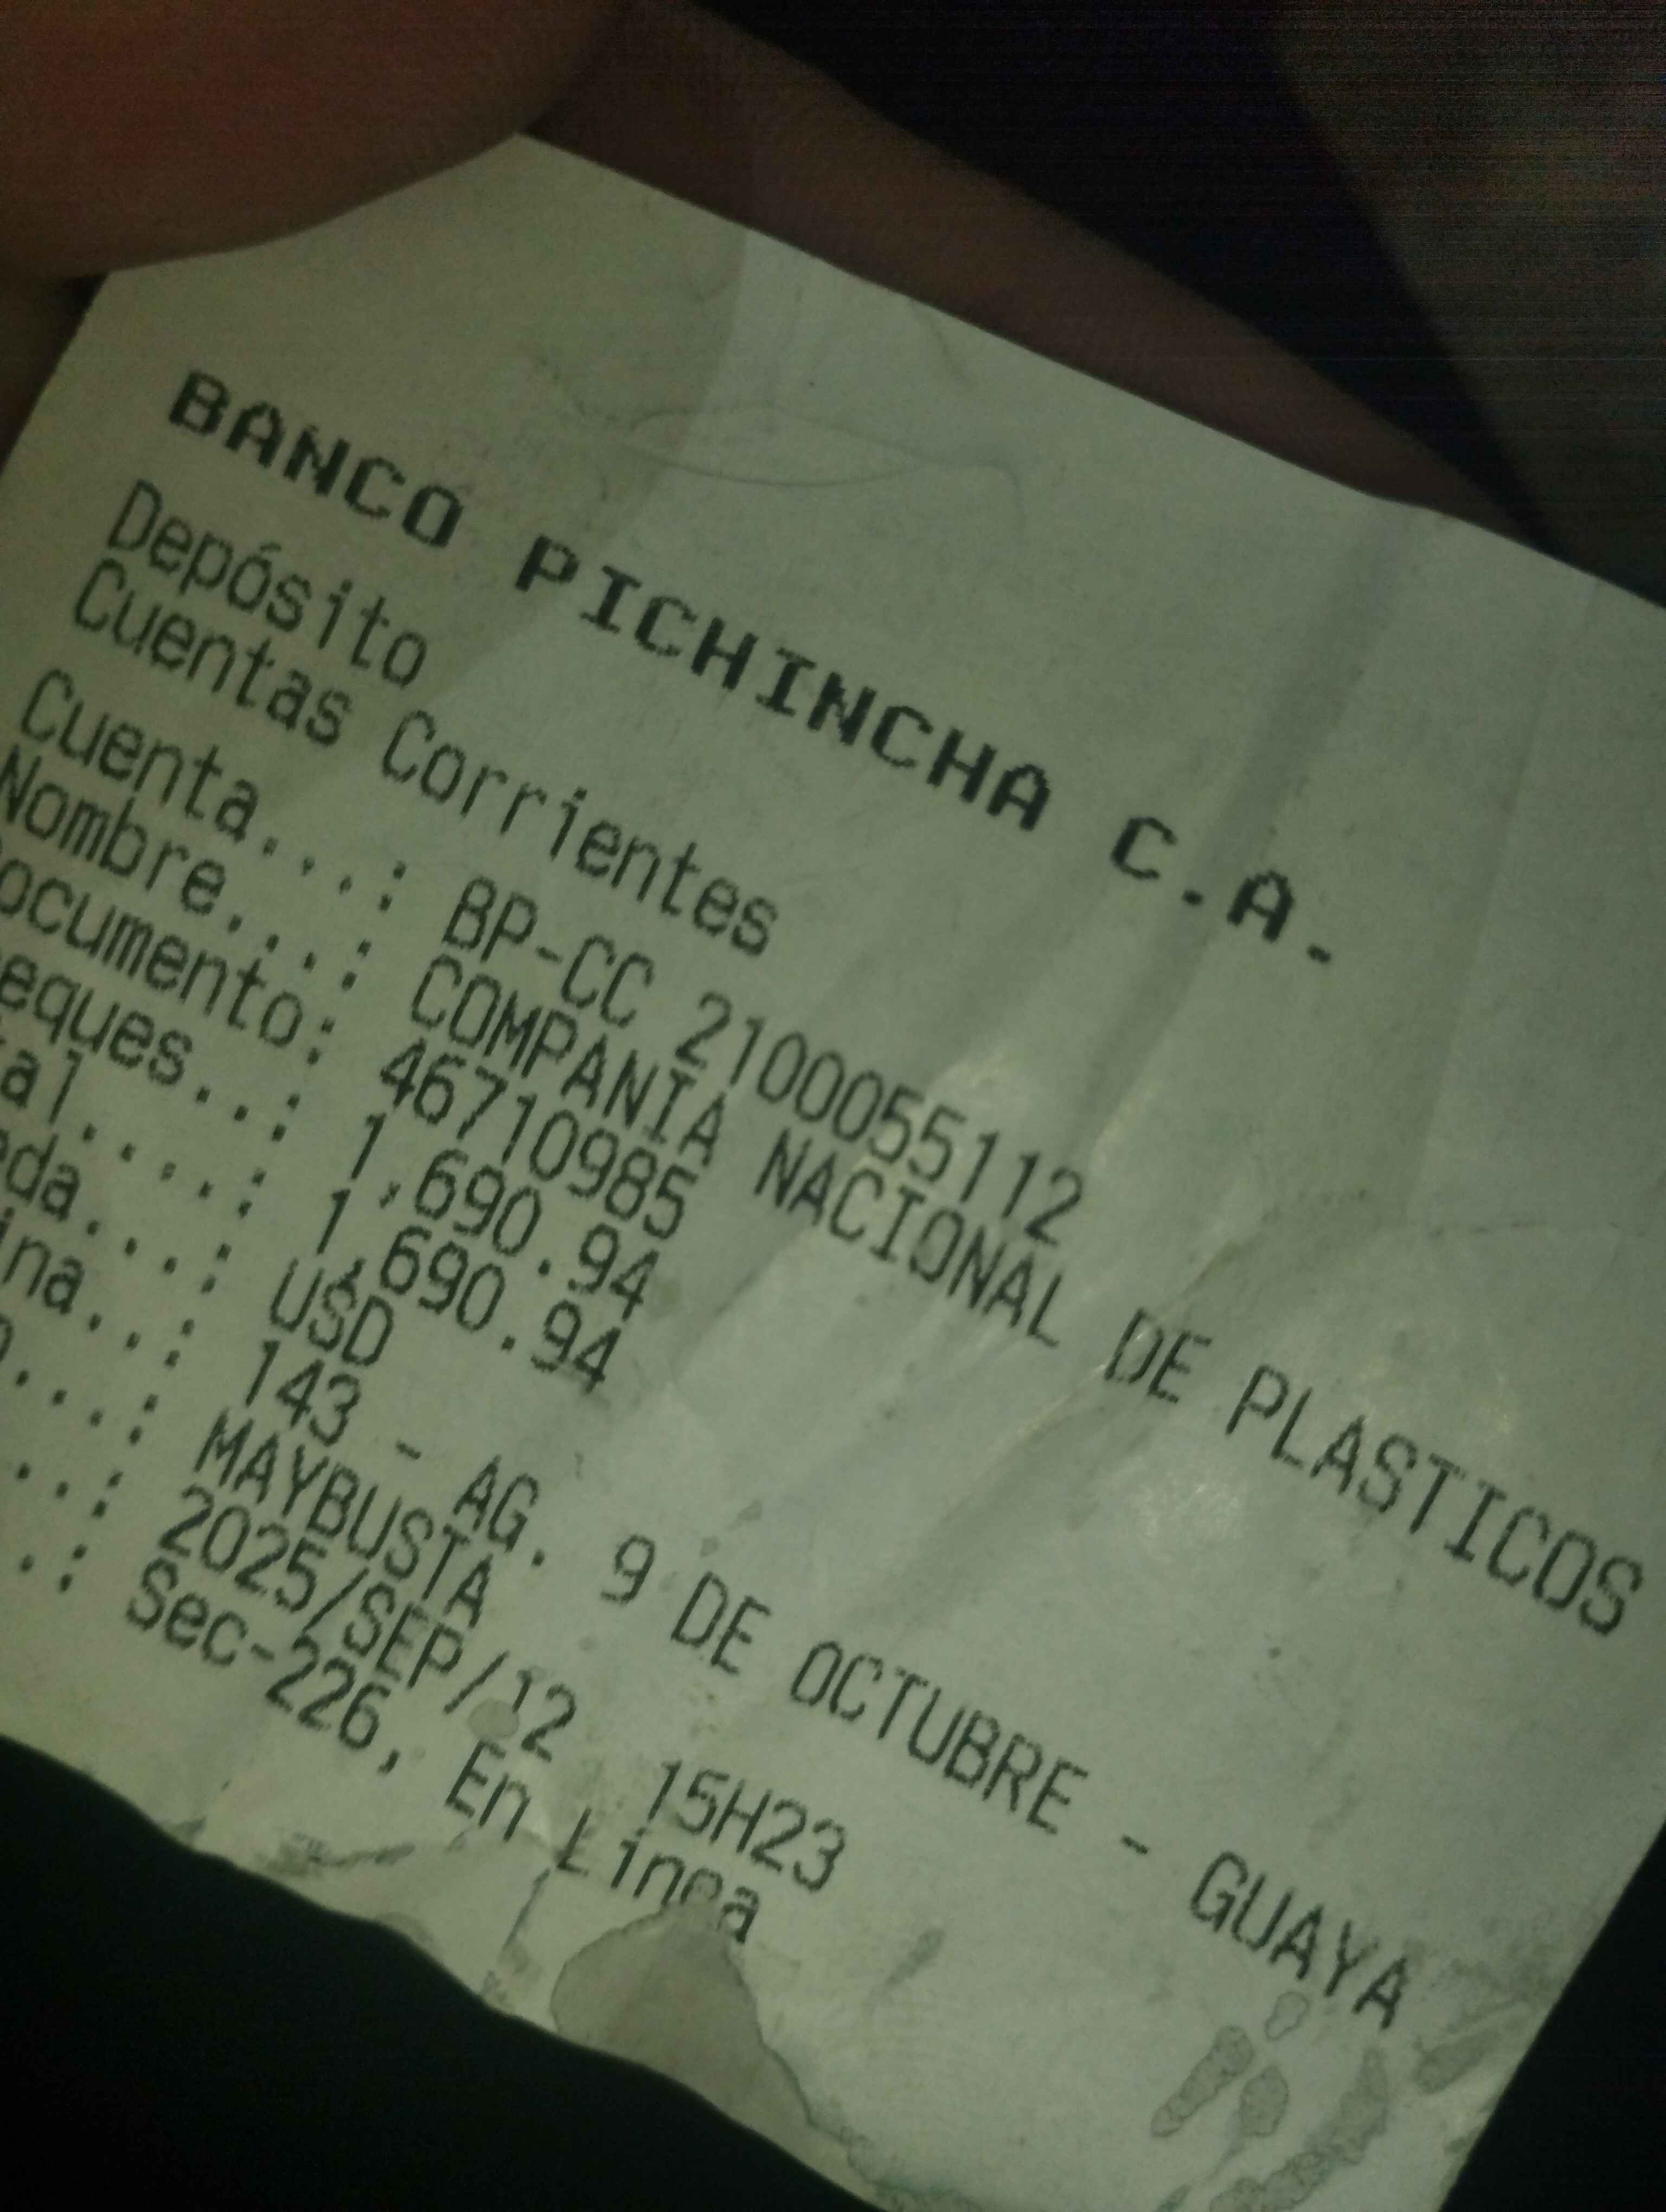 BANCO PICHINCHA C.A.
Depósito
Cuentas Corrientes
Cuenta...: BP-CC 2100055112
Nombre....: COMPANIA NACIONAL DE PLASTICOS
ocumento: 46710985
eques..: 1,690.94
al.....: 1,690.94
da....: USD
ina..: 143 - AG. 9 DE OCTUBRE - GUAYA
....: MAYBUSTA
..: 2025/SEP/12 15H23
.: Sec-226, En Línea